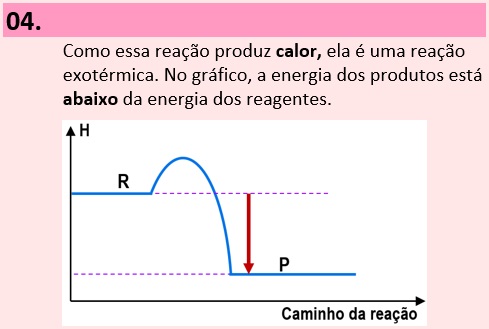 04.
Como essa reação produz calor, ela é uma reação
exotérmica. No gráfico, a energia dos produtos está
abaixo da energia dos reagentes.
H
R
P
Caminho da reação